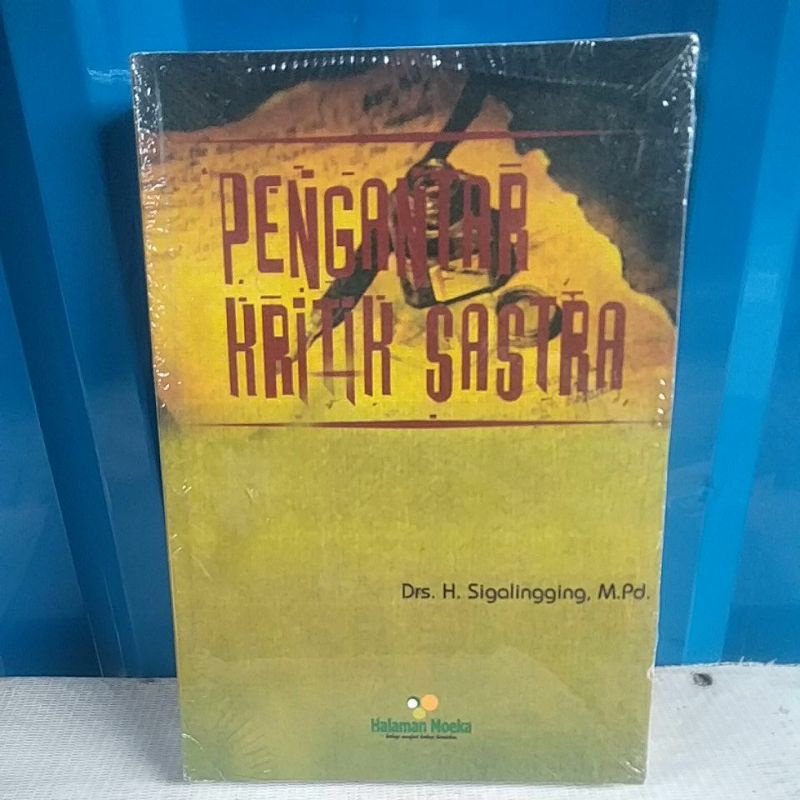 PENGANTAR
KRITIK SASTRA
Drs. H. Sigalingging, M.Pd.
Halaman Moeka